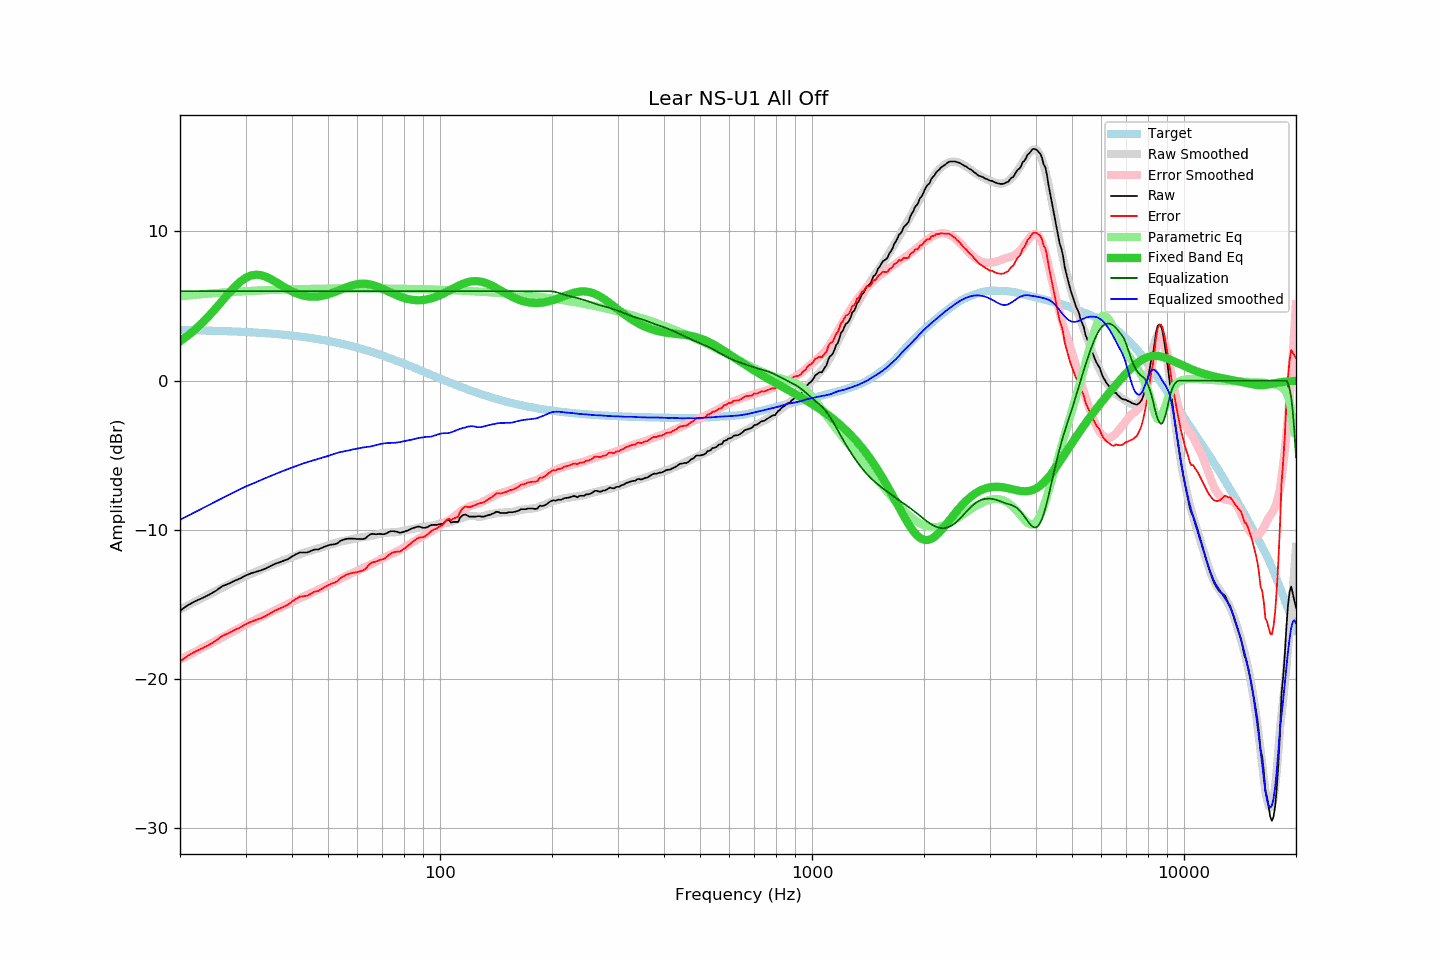 Lear NS-U1 All Off
Target
Raw Smoothed
Error Smoothed
Raw
Error
Parametric Eq
Fixed Band Eq
Equalization
Equalized smoothed
10
0
−10
−20
−30
Amplitude (dBr)
100
1000
10000
Frequency (Hz)